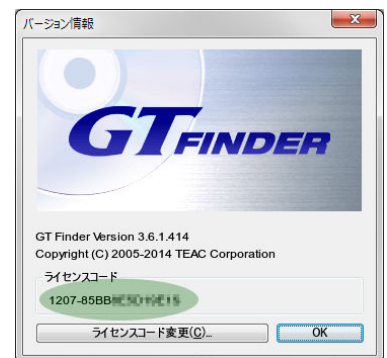 バージョン情報
GT FINDER
GT Finder Version 3.6.1.414
Copyright (C) 2005-2014 TEAC Corporation
ライセンスコード
1207-85BB
ライセンスコード変更(C)... OK